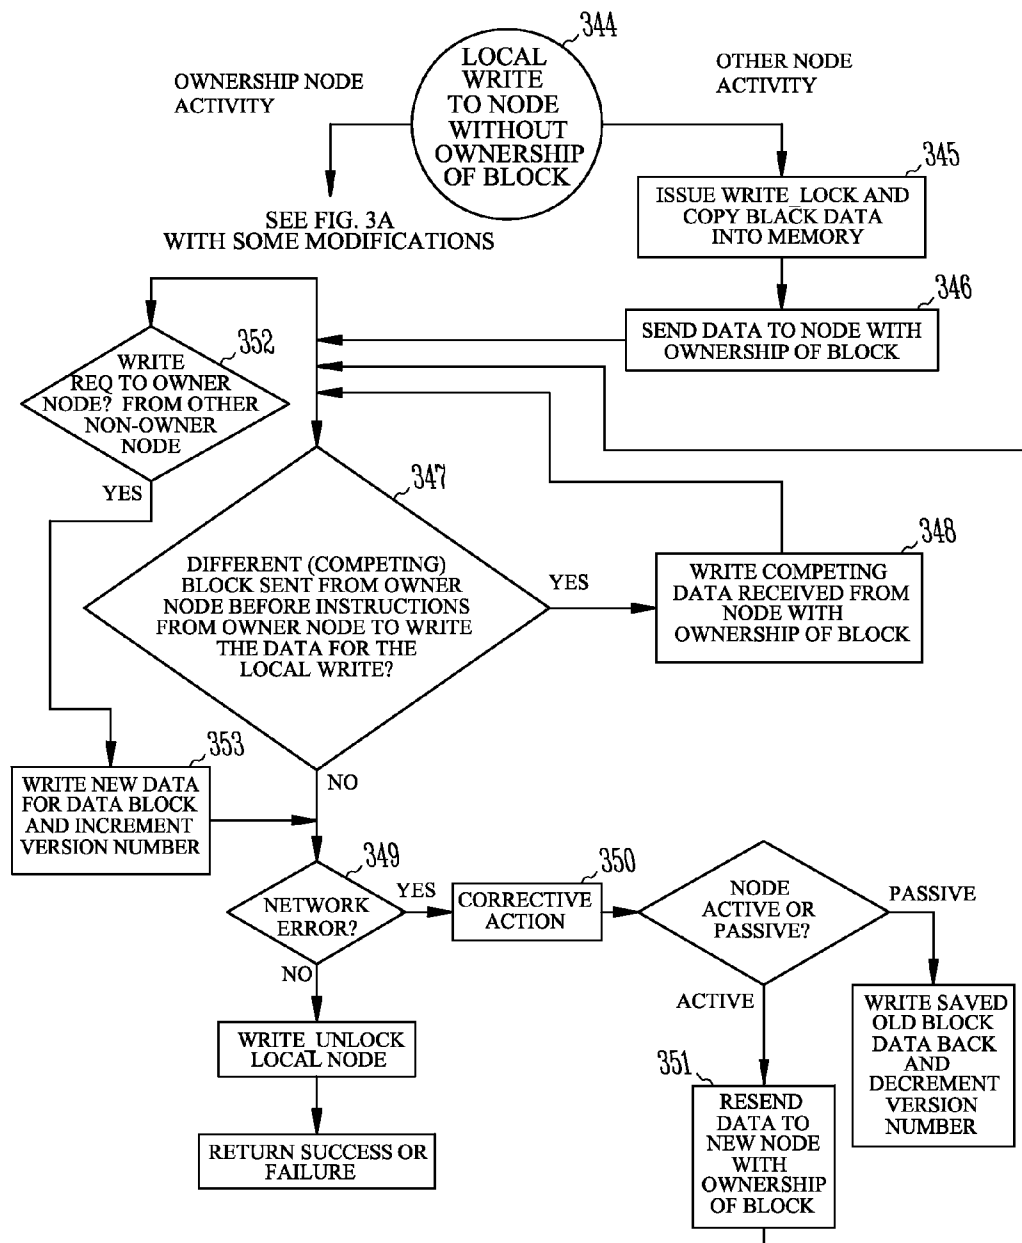 344
LOCAL
WRITE
TO NODE
WITHOUT
OWNERSHIP
OF BLOCK
OWNERSHIP NODE
ACTIVITY
OTHER NODE
ACTIVITY
SEE FIG. 3A
WITH SOME MODIFICATIONS
345
ISSUE WRITE_LOCK AND
COPY BLACK DATA
INTO MEMORY
346
SEND DATA TO NODE WITH
OWNERSHIP OF BLOCK
352
WRITE
REQ TO OWNER
NODE? FROM OTHER
NON-OWNER
NODE
YES
347
DIFFERENT (COMPETING)
BLOCK SENT FROM OWNER
NODE BEFORE INSTRUCTIONS
FROM OWNER NODE TO WRITE
THE DATA FOR THE
LOCAL WRITE?
YES
348
WRITE COMPETING
DATA RECEIVED FROM
NODE WITH
OWNERSHIP OF BLOCK
353
WRITE NEW DATA
FOR DATA BLOCK
AND INCREMENT
VERSION NUMBER
NO
349
NETWORK
ERROR?
YES
350
CORRECTIVE
ACTION
NODE
ACTIVE OR
PASSIVE?
PASSIVE
NO
ACTIVE
WRITE_UNLOCK
LOCAL NODE
WRITE SAVED
OLD BLOCK
DATA BACK
AND
DECREMENT
VERSION
NUMBER
351
RESEND
DATA TO
NEW NODE
WITH
OWNERSHIP
OF BLOCK
RETURN SUCCESS OR
FAILURE